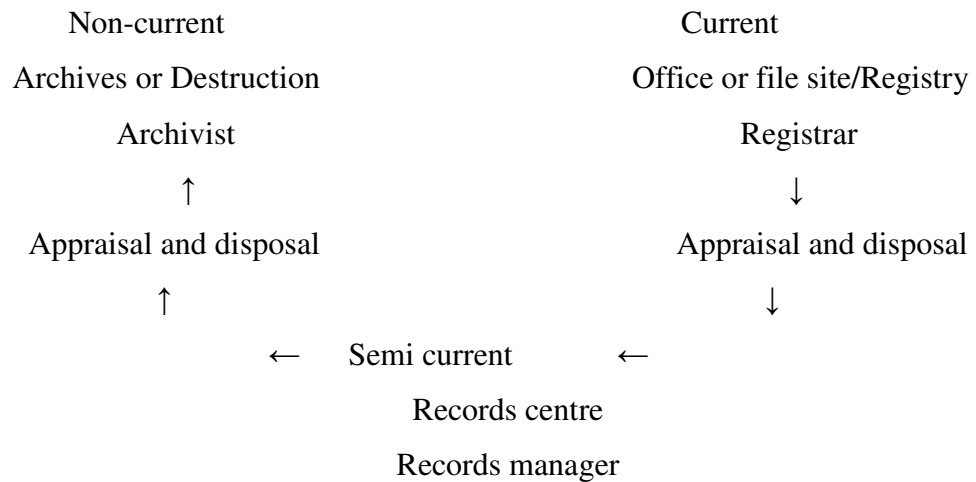 Non-current Current
Archives or Destruction Office or file site/Registry
Archivist Registrar
↑ ↓
Appraisal and disposal Appraisal and disposal
↑ ↓
← Semi current ←
Records centre
Records manager